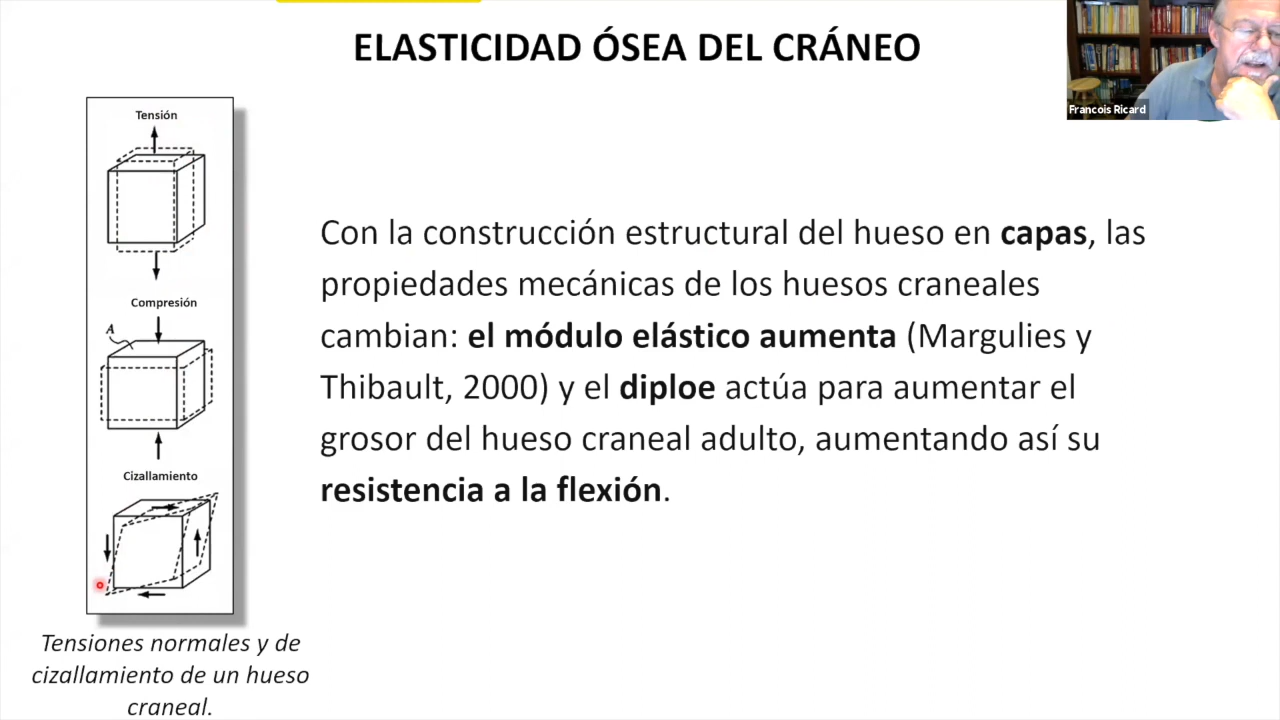 ELASTICIDAD ÓSEA DEL CRÁNEO
Francois Ricard
Tensión
Compresión
A
Cizallamiento
Tensiones normales y de
cizallamiento de un hueso
craneal.
Con la construcción estructural del hueso en capas, las
propiedades mecánicas de los huesos craneales
cambian: el módulo elástico aumenta (Margulies y
Thibault, 2000) y el diploe actúa para aumentar el
grosor del hueso craneal adulto, aumentando así su
resistencia a la flexión.